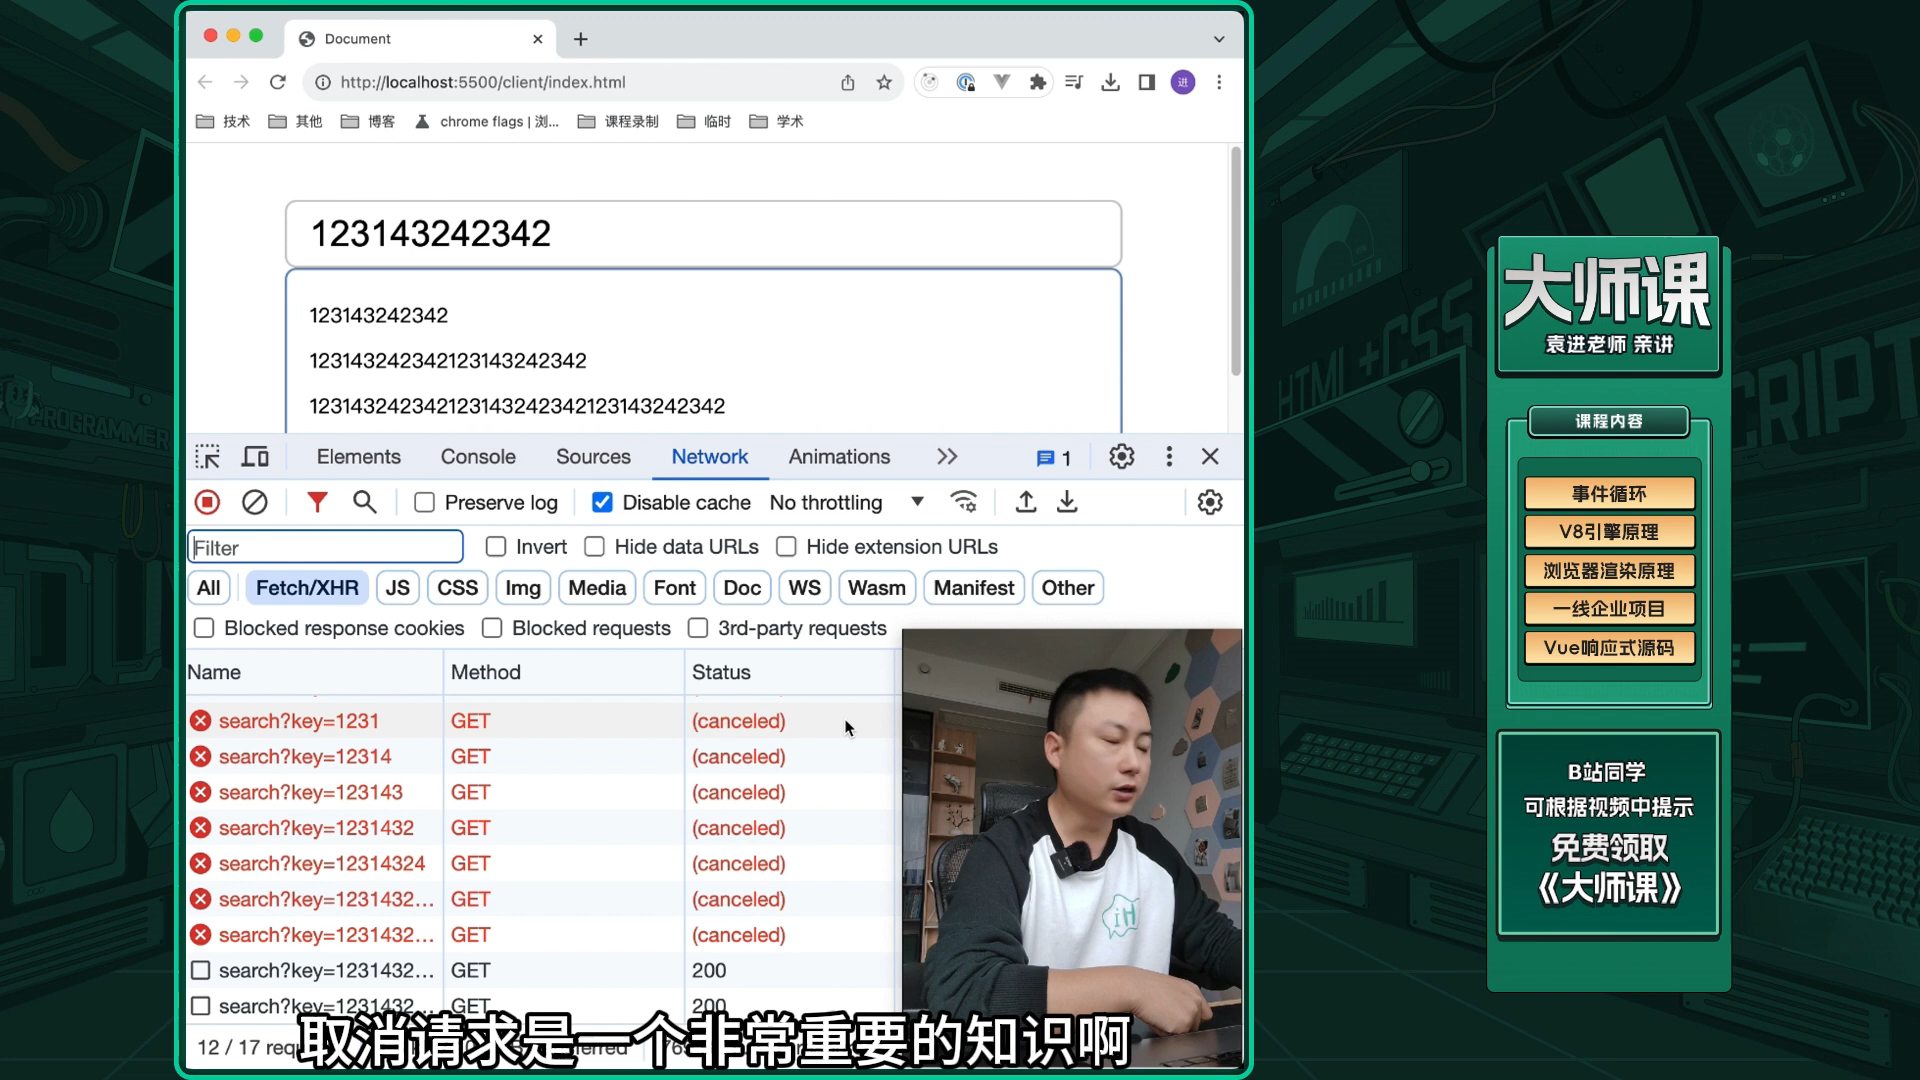 Document
http://localhost:5500/client/index.html
进
技术 其他 博客 chrome flags | 浏... 课程录制 临时 学术
123143242342
123143242342
123143242342123143242342
123143242342123143242342123143242342
Elements Console Sources Network Animations 1
Preserve log Disable cache No throttling
Filter Invert Hide data URLs Hide extension URLs
All Fetch/XHR JS CSS Img Media Font Doc WS Wasm Manifest Other
Blocked response cookies Blocked requests 3rd-party requests
Name Method Status
search?key=1231 GET (canceled)
search?key=12314 GET (canceled)
search?key=123143 GET (canceled)
search?key=1231432 GET (canceled)
search?key=12314324 GET (canceled)
search?key=1231432... GET (canceled)
search?key=1231432... GET (canceled)
search?key=1231432... GET 200
search?key=1231432... GET 200
12 / 17
取消请求是一个非常重要的知识啊
iH
大师课
袁进老师 亲讲
课程内容
事件循环
V8引擎原理
浏览器渲染原理
一线企业项目
Vue响应式源码
B站同学
可根据视频中提示
免费领取
《大师课》
PROGRAMMER
HTML+CSS